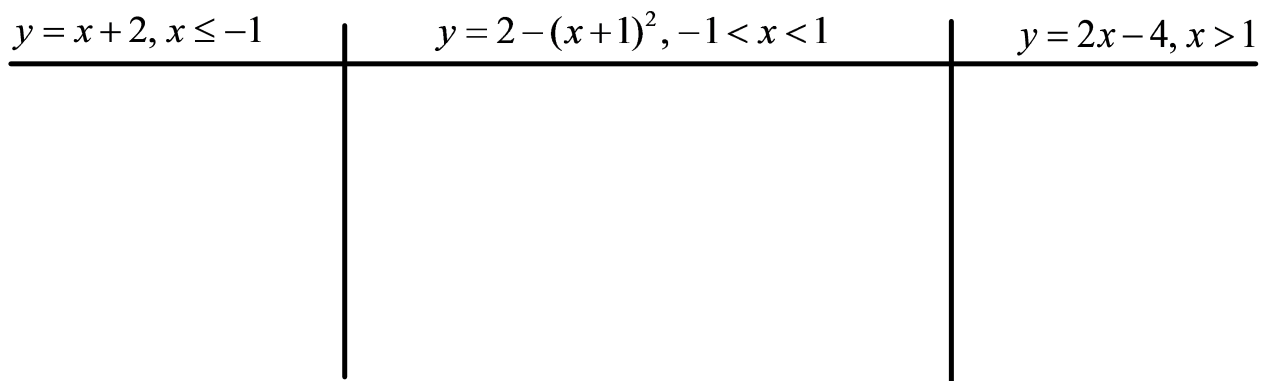 y = x + 2, x ≤ −1
y = 2 − (x + 1)², −1 < x < 1
y = 2x − 4, x > 1